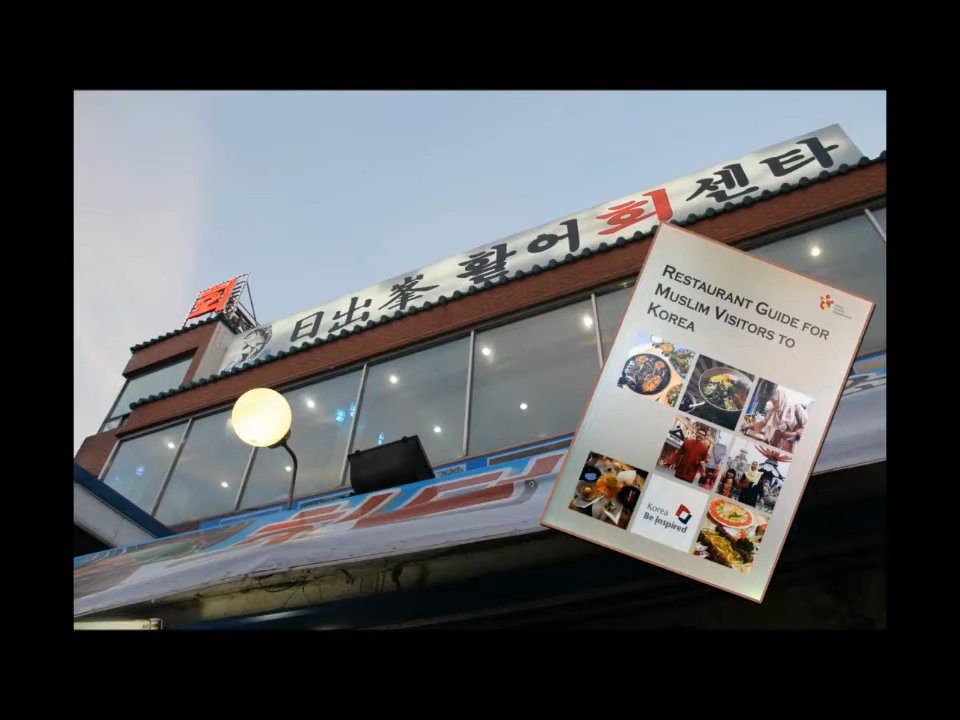 회
日出峯 활어회센타
RESTAURANT GUIDE FOR
MUSLIM VISITORS TO
KOREA
Korea
Be Inspired